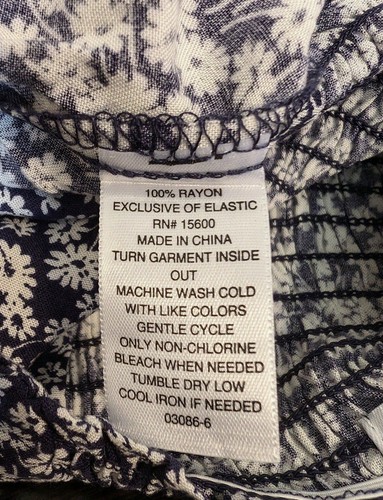 100% RAYON
EXCLUSIVE OF ELASTIC
RN# 15600
MADE IN CHINA
TURN GARMENT INSIDE
OUT
MACHINE WASH COLD
WITH LIKE COLORS
GENTLE CYCLE
ONLY NON-CHLORINE
BLEACH WHEN NEEDED
TUMBLE DRY LOW
COOL IRON IF NEEDED
03086-6